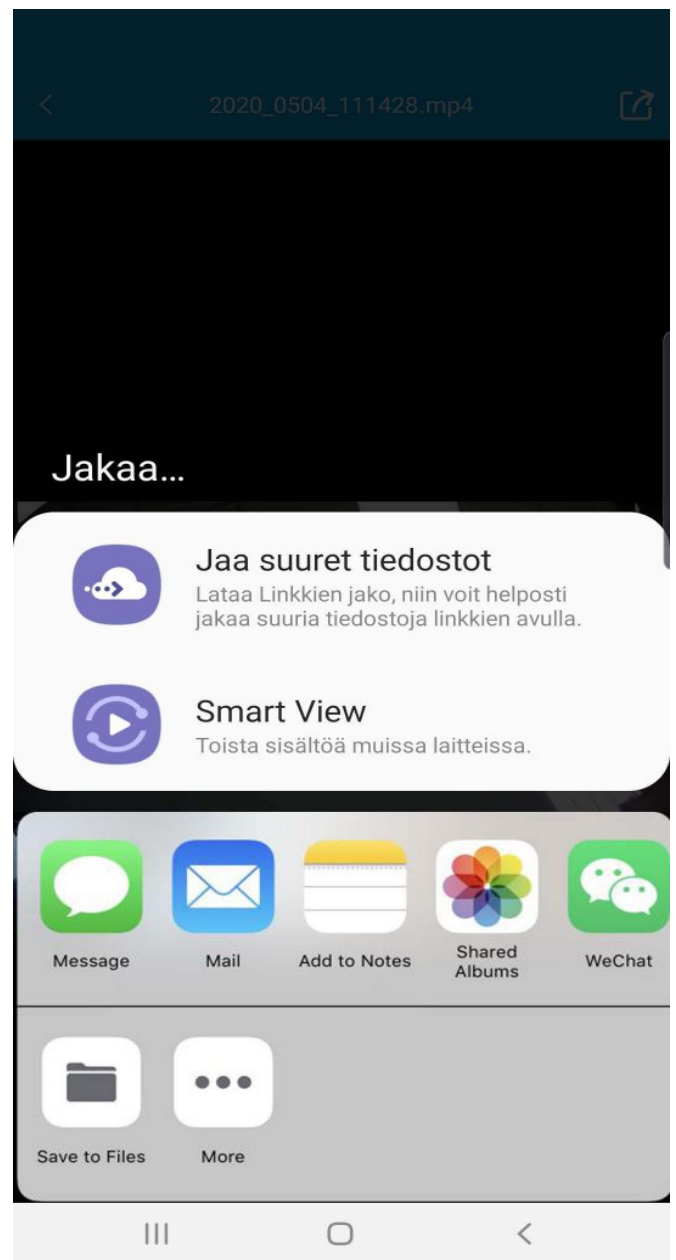 2020_0504_111428.mp4
Jakaa...
Jaa suuret tiedostot
Lataa Linkkien jako, niin voit helposti
jakaa suuria tiedostoja linkkien avulla.
Smart View
Toista sisältöä muissa laitteissa.
Message
Mail
Add to Notes
Shared
Albums
WeChat
Save to Files
More